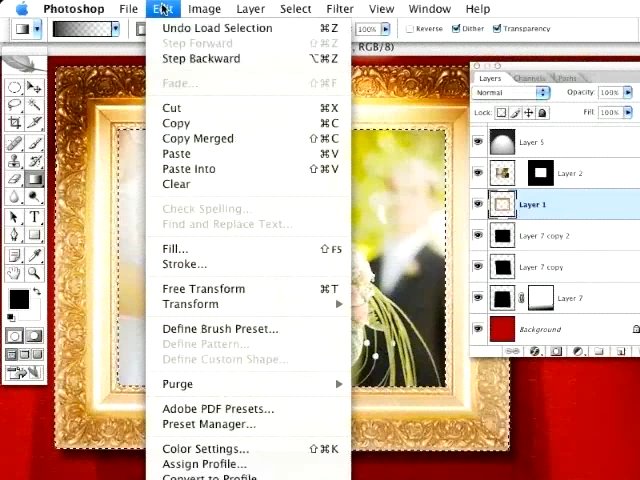 Photoshop File Edit Image Layer Select Filter View Window Help
100% Reverse Dither Transparency
, RGB/8)
Undo Load Selection ⌘Z
Step Forward ⇧⌘Z
Step Backward ⌥⌘Z
Fade... ⇧⌘F
Cut ⌘X
Copy ⌘C
Copy Merged ⇧⌘C
Paste ⌘V
Paste Into ⇧⌘V
Clear
Check Spelling...
Find and Replace Text...
Fill... ⇧F5
Stroke...
Free Transform ⌘T
Transform
Define Brush Preset...
Define Pattern...
Define Custom Shape...
Purge
Adobe PDF Presets...
Preset Manager...
Color Settings... ⇧⌘K
Assign Profile...
Convert to Profile
Layers Channels Paths
Normal Opacity: 100%
Lock: Fill: 100%
Layer 5
Layer 2
Layer 1
Layer 7 copy 2
Layer 7 copy
Layer 7
Background